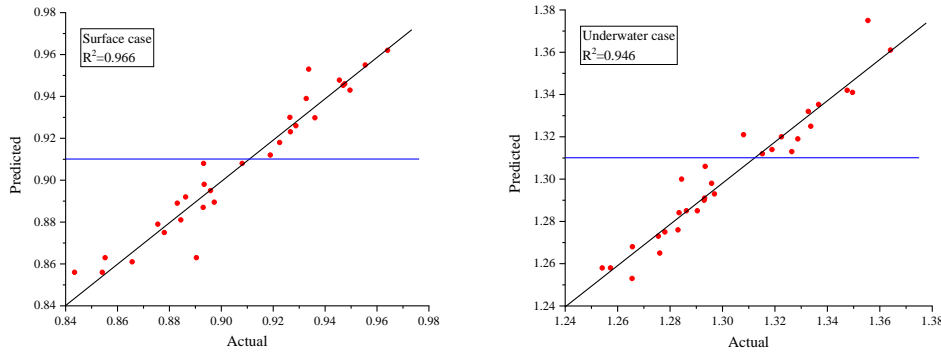 Surface case
R²=0.966
0.98
0.96
0.94
0.92
0.90
0.88
0.86
0.84
Predicted
0.84 0.86 0.88 0.90 0.92 0.94 0.96 0.98
Actual
Underwater case
R²=0.946
1.38
1.36
1.34
1.32
1.30
1.28
1.26
1.24
Predicted
1.24 1.26 1.28 1.30 1.32 1.34 1.36 1.38
Actual